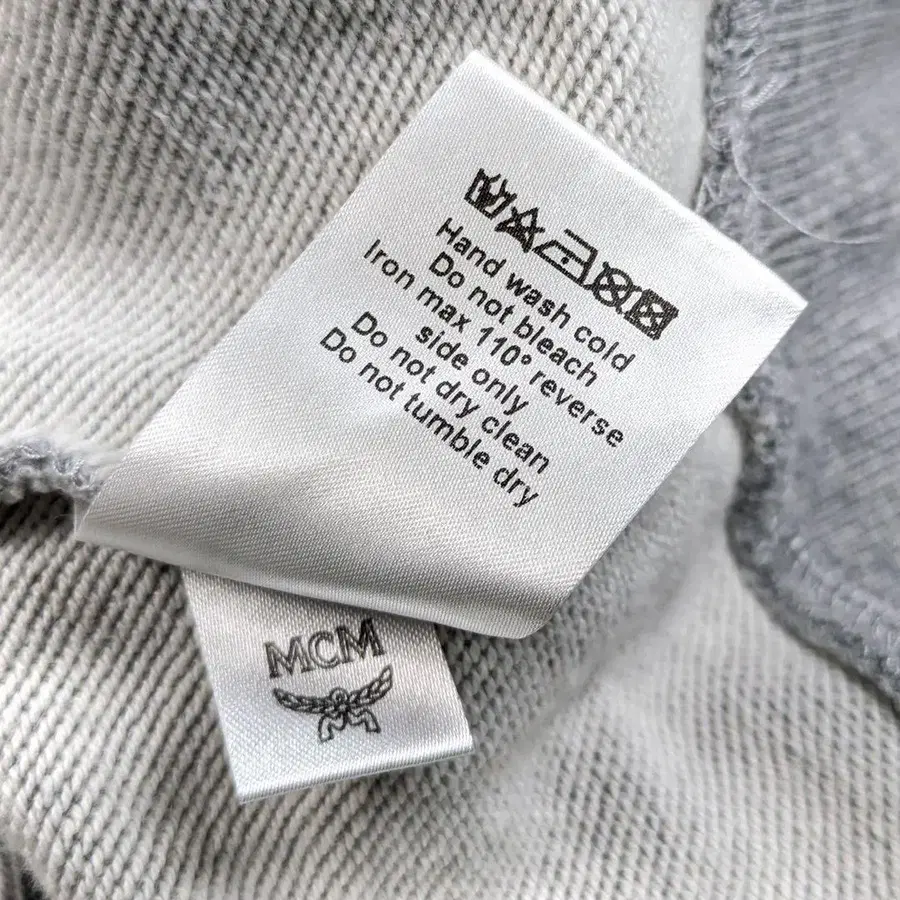 Hand wash cold
Do not bleach
Iron max 110° reverse
side only
Do not dry clean
Do not tumble dry
MCM